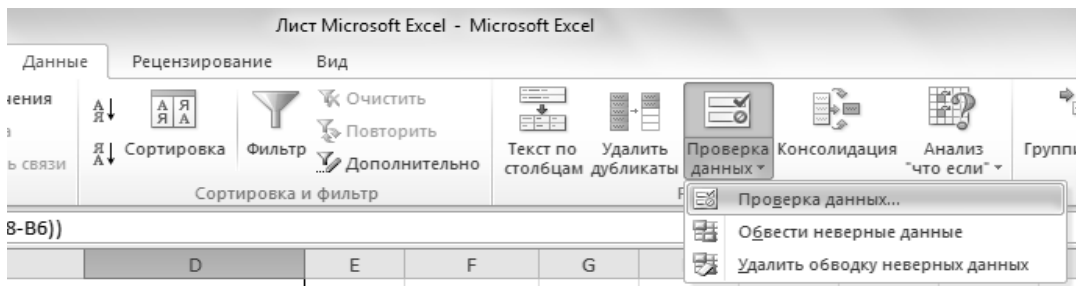 Лист Microsoft Excel - Microsoft Excel
Данные Рецензирование Вид
Сортировка
Фильтр
Очистить
Повторить
Дополнительно
Сортировка и фильтр
Текст по
столбцам
Удалить
дубликаты
Проверка
данных
Консолидация
Анализ
"что если"
связи
Проверка данных...
Обвести неверные данные
Удалить обводку неверных данных
8-B6))
D E F G